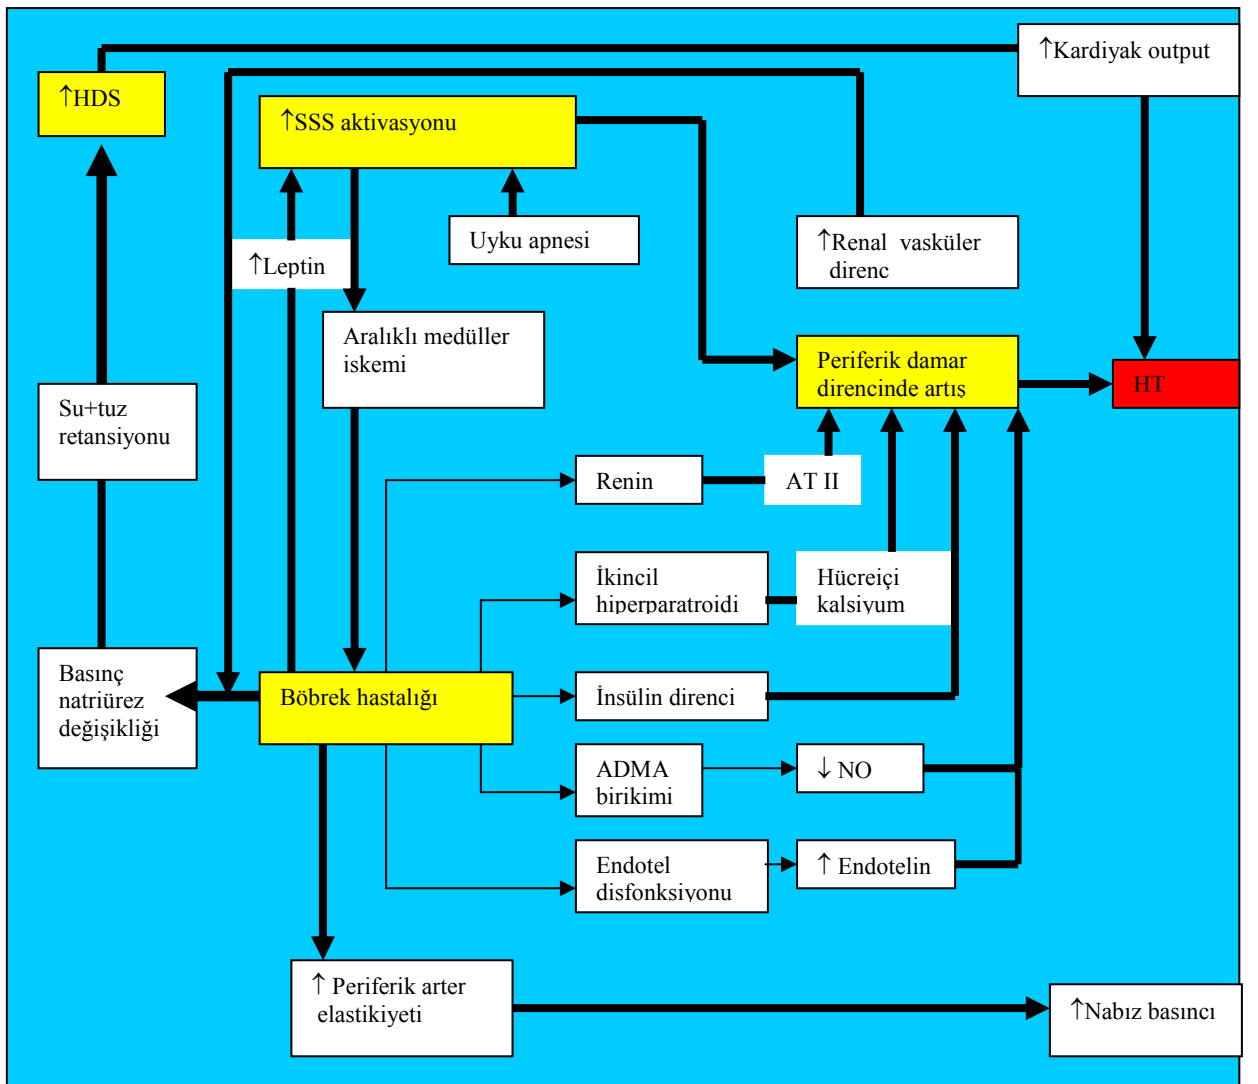 ↑Kardiyak output
↑HDS
↑SSS aktivasyonu
Uyku apnesi
↑Renal vasküler
direnc
↑Leptin
Aralıklı medüller
iskemi
Periferik damar
direncinde artış
HT
Su+tuz
retansiyonu
Renin
AT II
İkincil
hiperparatroidi
Hücreiçi
kalsiyum
Basınç
natriürez
değişikliği
Böbrek hastalığı
İnsülin direnci
ADMA
birikimi
↓ NO
Endotel
disfonksiyonu
↑ Endotelin
↑ Periferik arter
elastikiyeti
↑Nabız basıncı